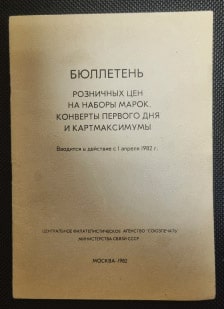 БЮЛЛЕТЕНЬ
РОЗНИЧНЫХ ЦЕН
НА НАБОРЫ МАРОК,
КОНВЕРТЫ ПЕРВОГО ДНЯ
И КАРТМАКСИМУМЫ
Вводится в действие с 1 апреля 1982 г.
ЦЕНТРАЛЬНОЕ ФИЛАТЕЛИСТИЧЕСКОЕ АГЕНТСТВО «СОЮЗПЕЧАТЬ»
МИНИСТЕРСТВА СВЯЗИ СССР
МОСКВА—1982